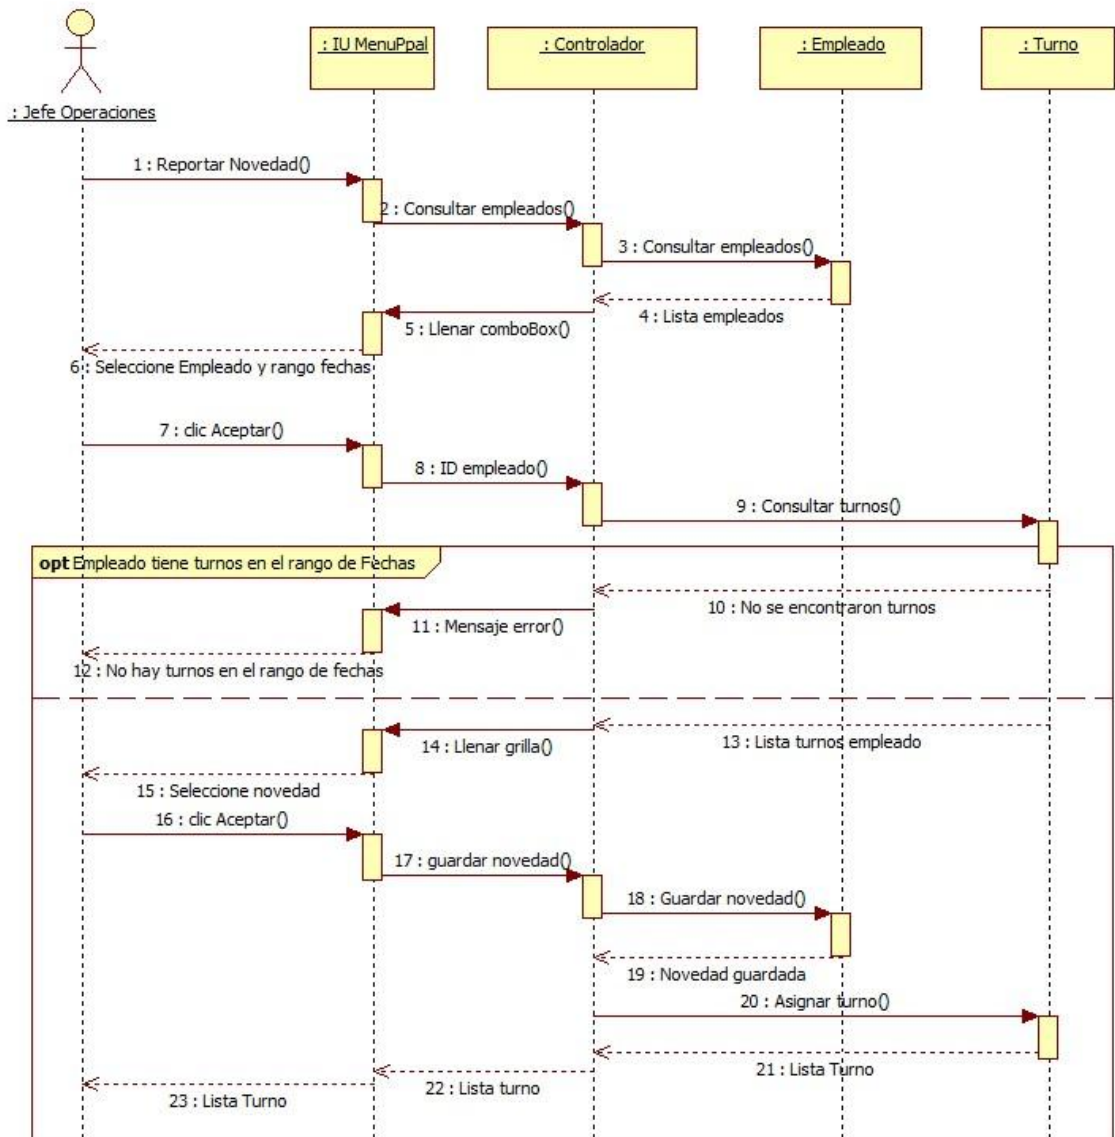 : IU MenuPpal
: Controlador
: Empleado
: Turno
: Jefe Operaciones
1 : Reportar Novedad()
2 : Consultar empleados()
3 : Consultar empleados()
4 : Lista empleados
5 : Llenar comboBox()
6 : Seleccione Empleado y rango fechas
7 : clic Aceptar()
8 : ID empleado()
9 : Consultar turnos()
opt Empleado tiene turnos en el rango de Fechas
10 : No se encontraron turnos
11 : Mensaje error()
12 : No hay turnos en el rango de fechas
13 : Lista turnos empleado
14 : Llenar grilla()
15 : Seleccione novedad
16 : clic Aceptar()
17 : guardar novedad()
18 : Guardar novedad()
19 : Novedad guardada
20 : Asignar turno()
21 : Lista Turno
22 : Lista turno
23 : Lista Turno